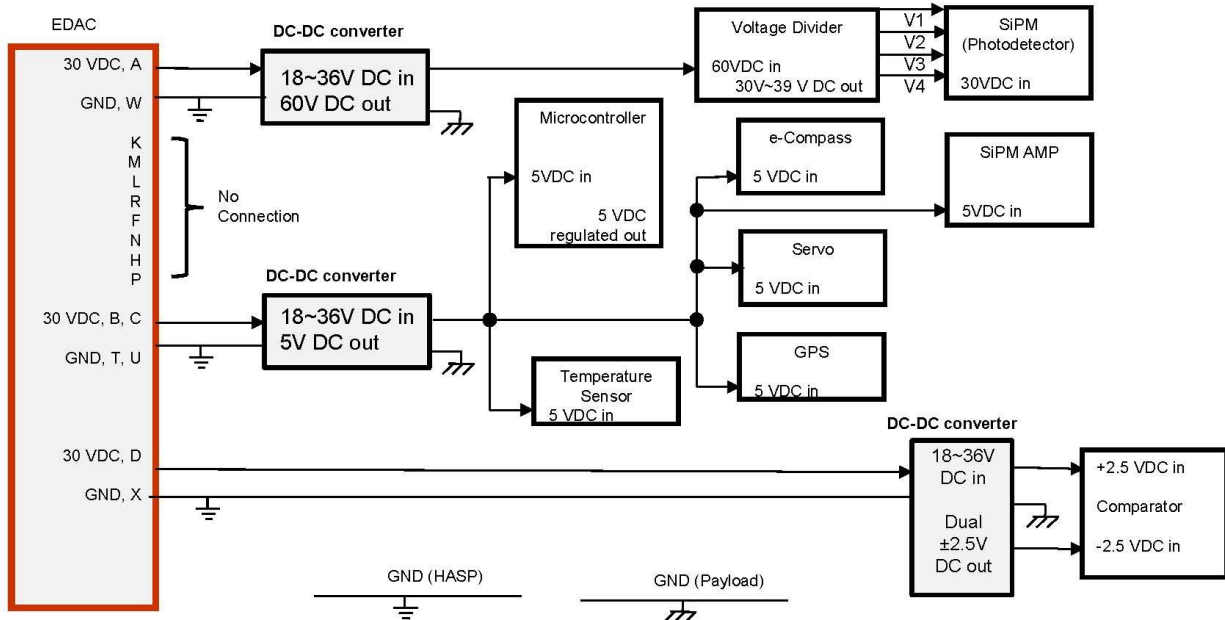 EDAC
DC-DC converter
30 VDC, A
GND, W
18~36V DC in
60V DC out
Voltage Divider
60VDC in
30V~39 V DC out
V1
V2
V3
V4
SiPM
(Photodetector)
30VDC in
K
M
L
R
F
N
H
P
No
Connection
Microcontroller
5VDC in
5 VDC
regulated out
e-Compass
5 VDC in
SiPM AMP
5VDC in
Servo
5 VDC in
DC-DC converter
30 VDC, B, C
GND, T, U
18~36V DC in
5V DC out
GPS
5 VDC in
Temperature
Sensor
5 VDC in
DC-DC converter
30 VDC, D
GND, X
18~36V
DC in
Dual
±2.5V
DC out
+2.5 VDC in
Comparator
-2.5 VDC in
GND (HASP)
GND (Payload)